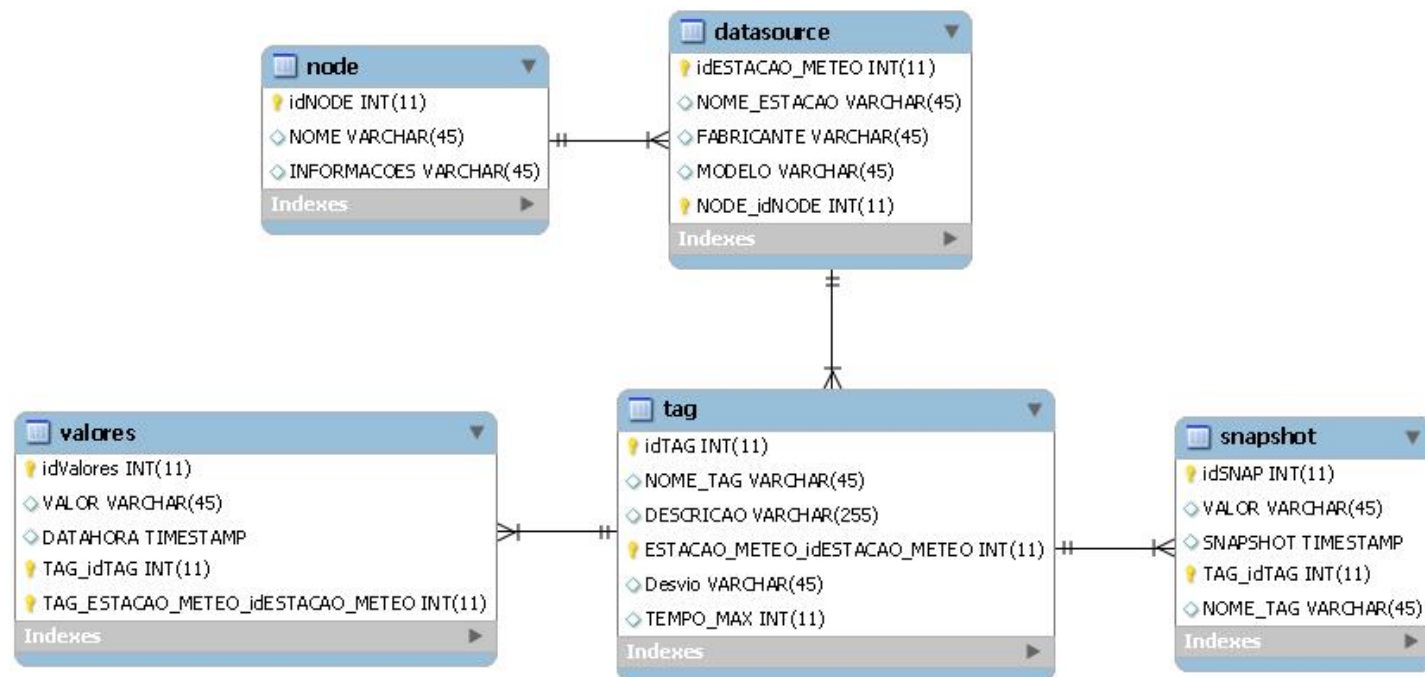 node
idNODE INT(11)
NOME VARCHAR(45)
INFORMACOES VARCHAR(45)
Indexes
datasource
idESTACAO_METEO INT(11)
NOME_ESTACAO VARCHAR(45)
FABRICANTE VARCHAR(45)
MODELO VARCHAR(45)
NODE_idNODE INT(11)
Indexes
valores
idValores INT(11)
VALOR VARCHAR(45)
DATAHORA TIMESTAMP
TAG_idTAG INT(11)
TAG_ESTACAO_METEO_idESTACAO_METEO INT(11)
Indexes
tag
idTAG INT(11)
NOME_TAG VARCHAR(45)
DESCRICAO VARCHAR(255)
ESTACAO_METEO_idESTACAO_METEO INT(11)
Desvio VARCHAR(45)
TEMPO_MAX INT(11)
Indexes
snapshot
idSNAP INT(11)
VALOR VARCHAR(45)
SNAPSHOT TIMESTAMP
TAG_idTAG INT(11)
NOME_TAG VARCHAR(45)
Indexes